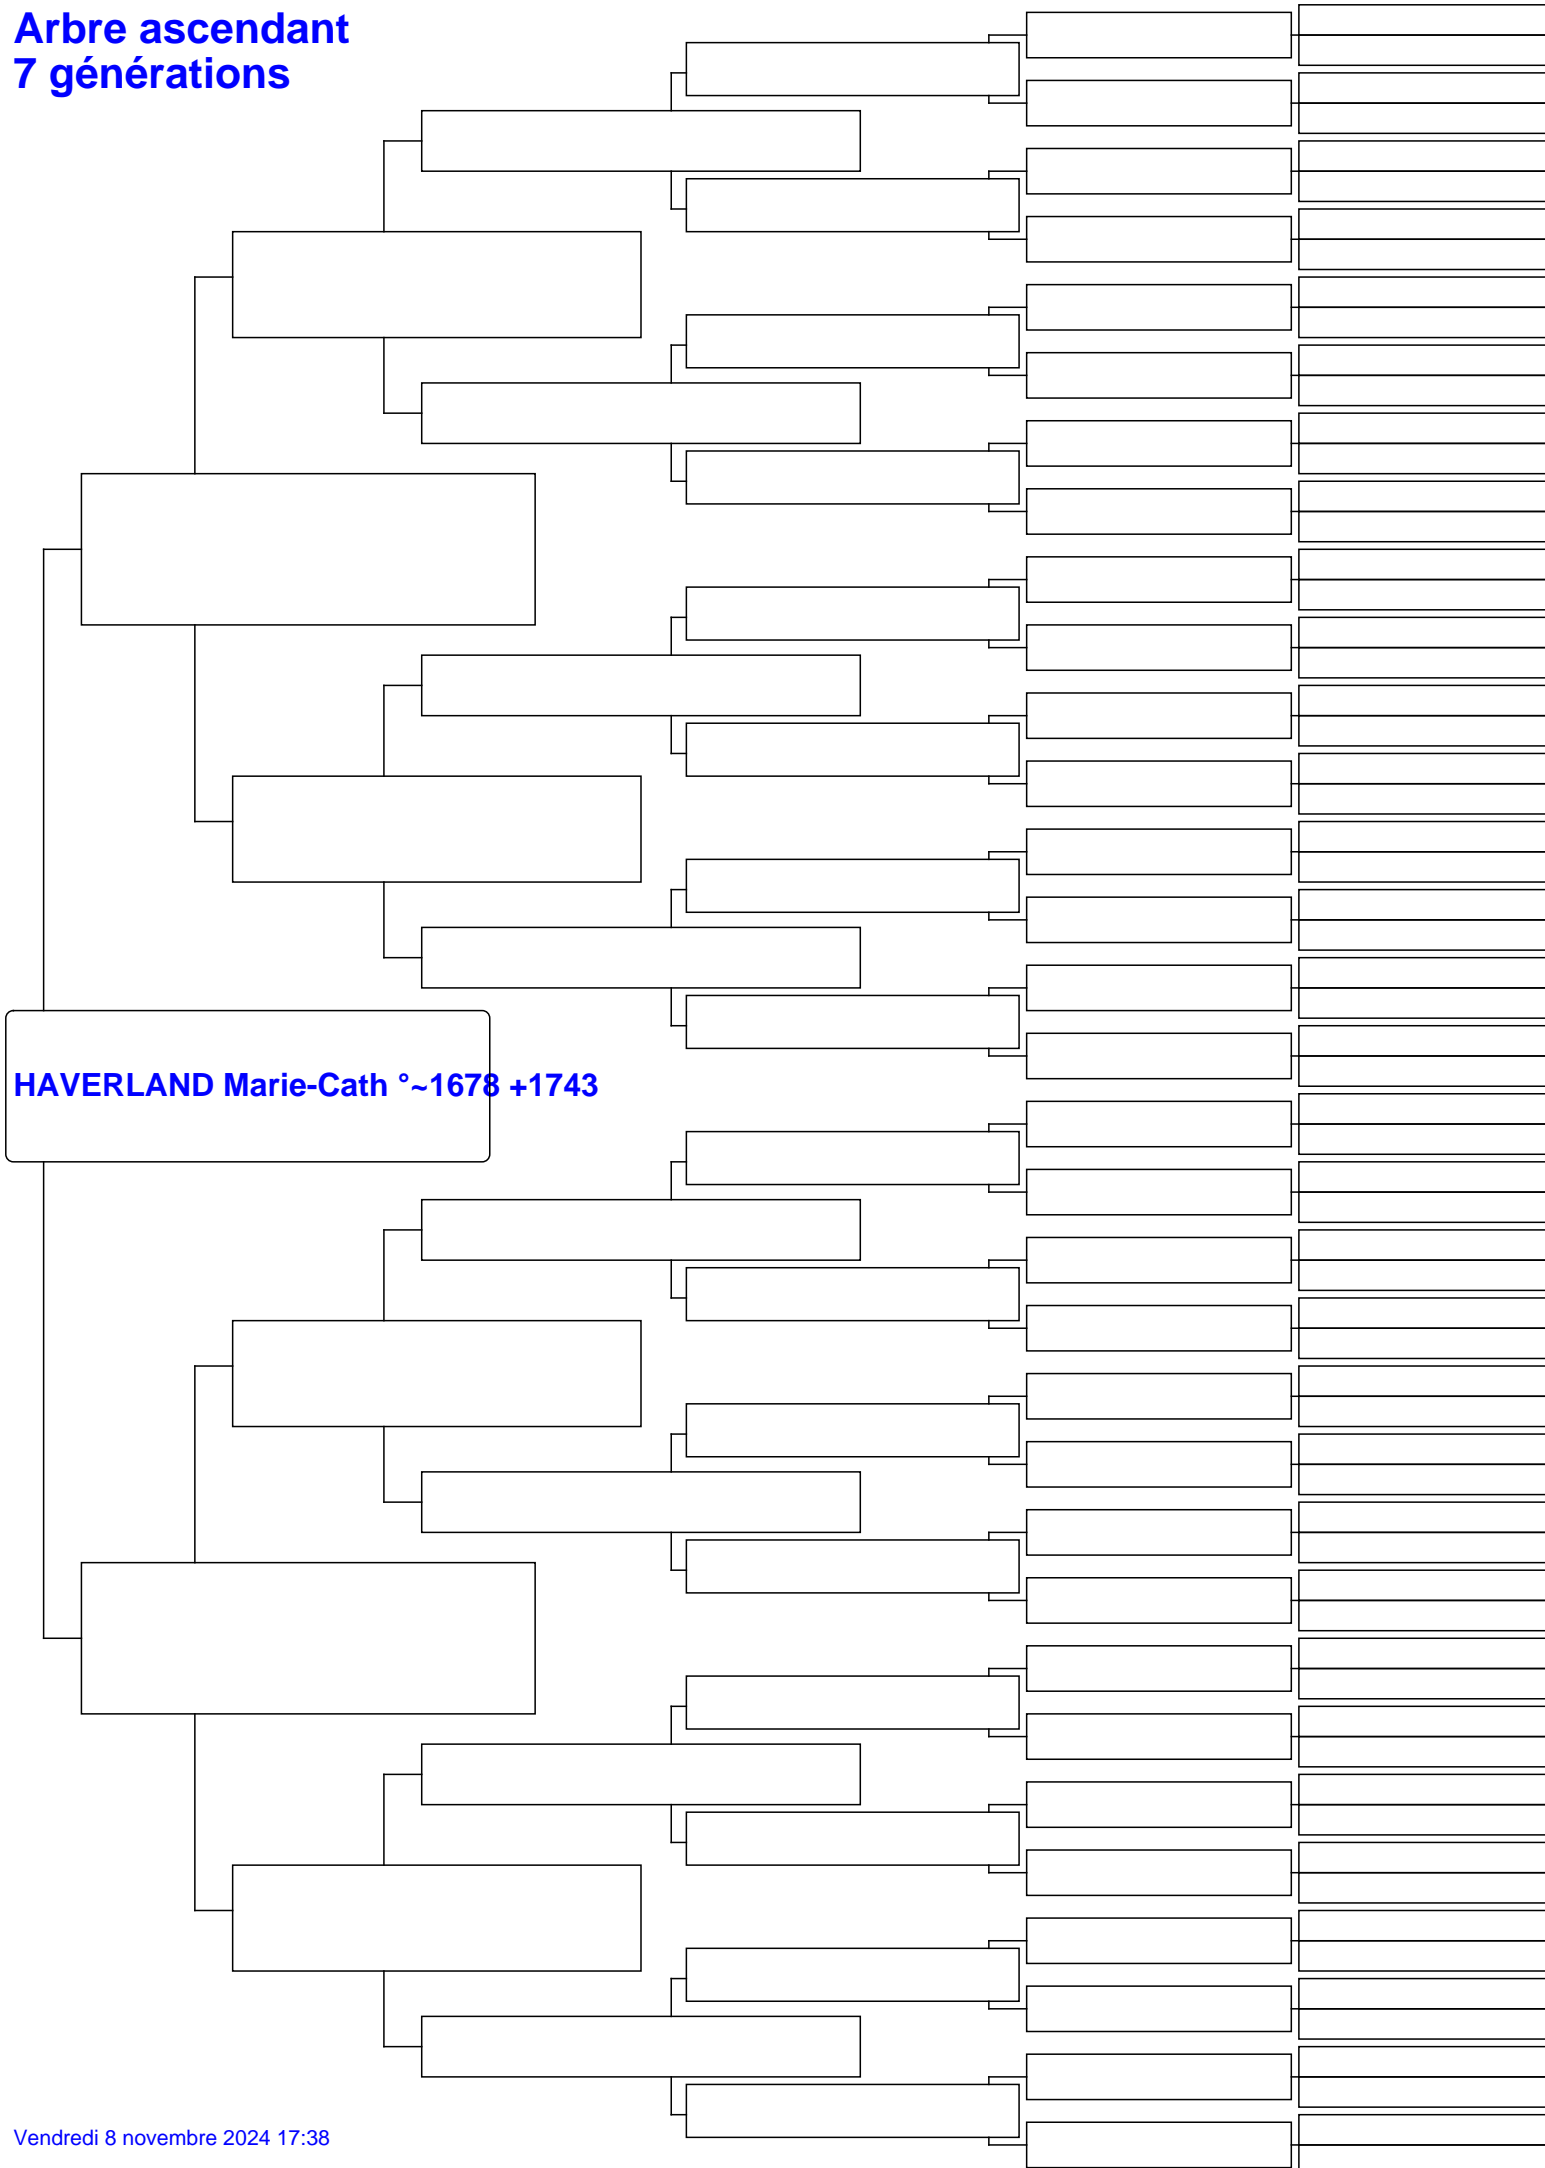 Arbre ascendant
7 générations
HAVERLAND Marie-Cath °~1678 +1743
Vendredi 8 novembre 2024 17:38